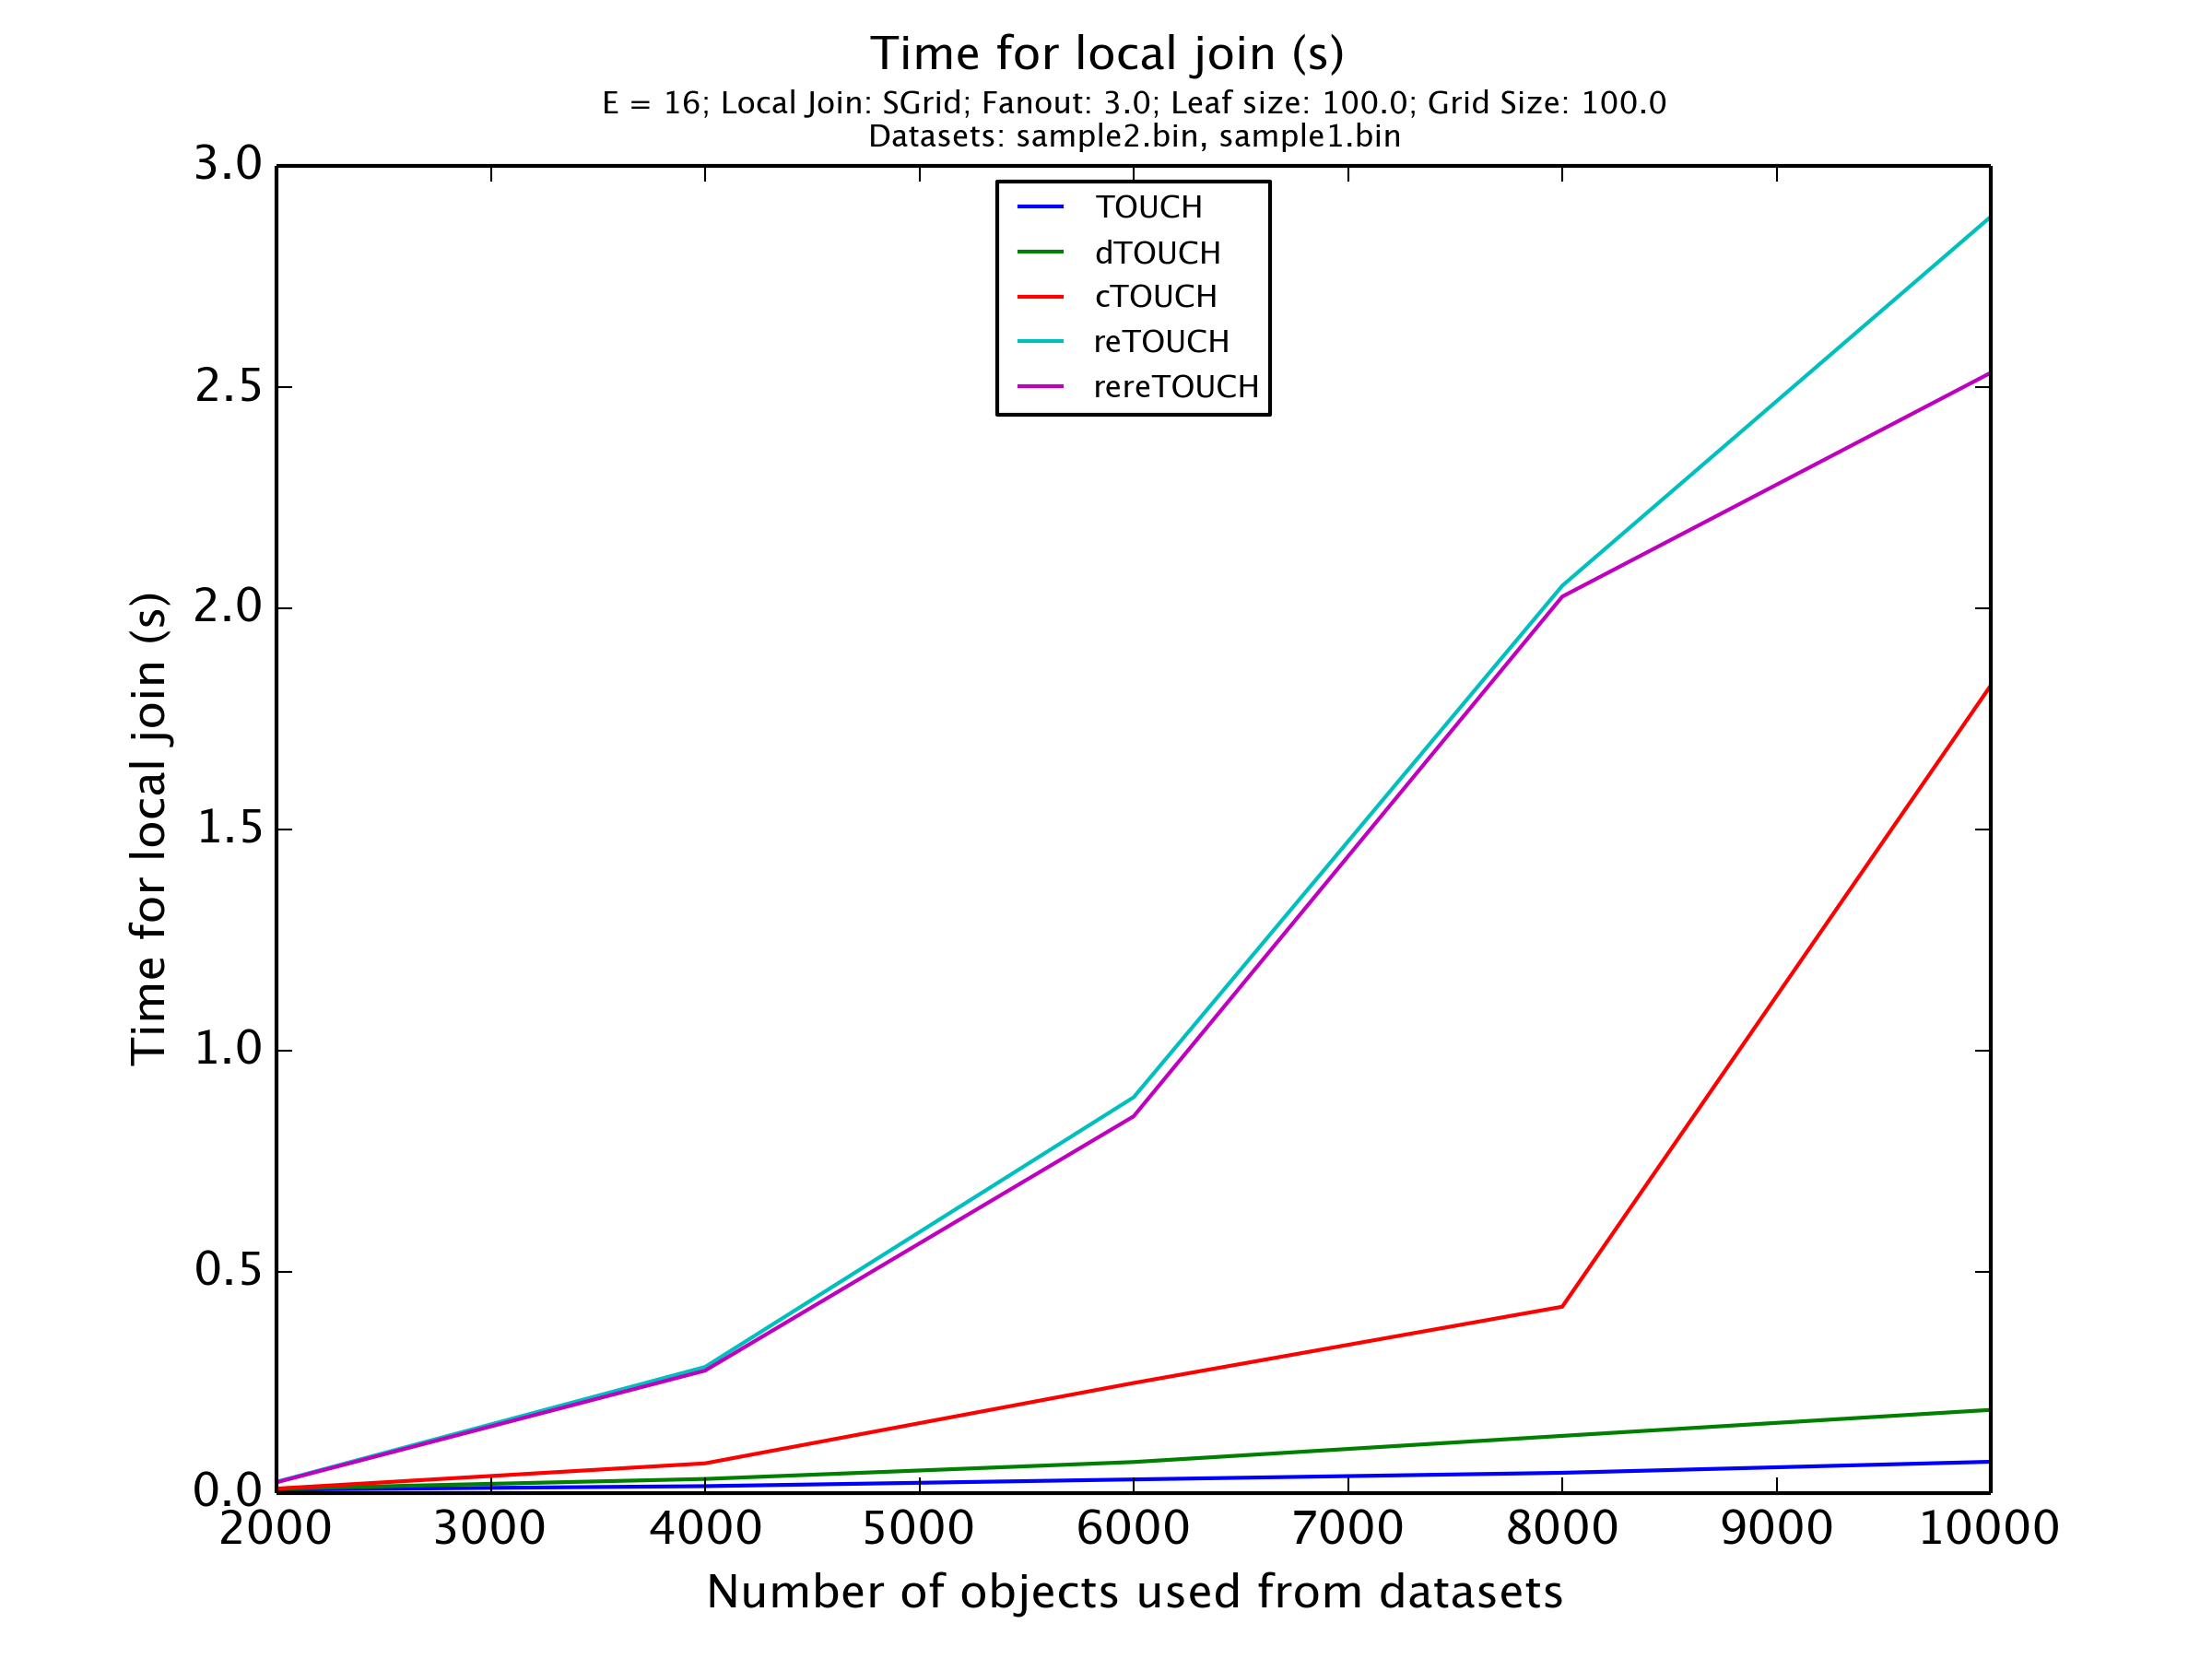 Time for local join (s)
E = 16; Local Join: SGrid; Fanout: 3.0; Leaf size: 100.0; Grid Size: 100.0
Datasets: sample2.bin, sample1.bin
TOUCH
dTOUCH
cTOUCH
reTOUCH
rereTOUCH
3.0
2.5
2.0
1.5
1.0
0.5
0.0
Time for local join (s)
2000 3000 4000 5000 6000 7000 8000 9000 10000
Number of objects used from datasets